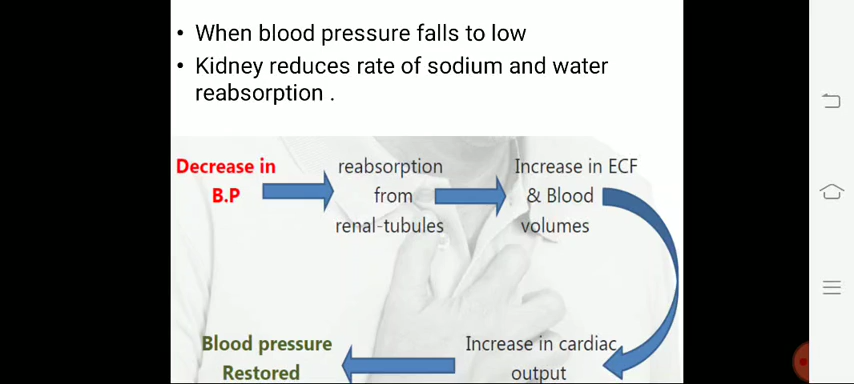 • When blood pressure falls to low
• Kidney reduces rate of sodium and water
reabsorption .
Decrease in
B.P
reabsorption
from
renal-tubules
Increase in ECF
& Blood
volumes
Increase in cardiac
output
Blood pressure
Restored